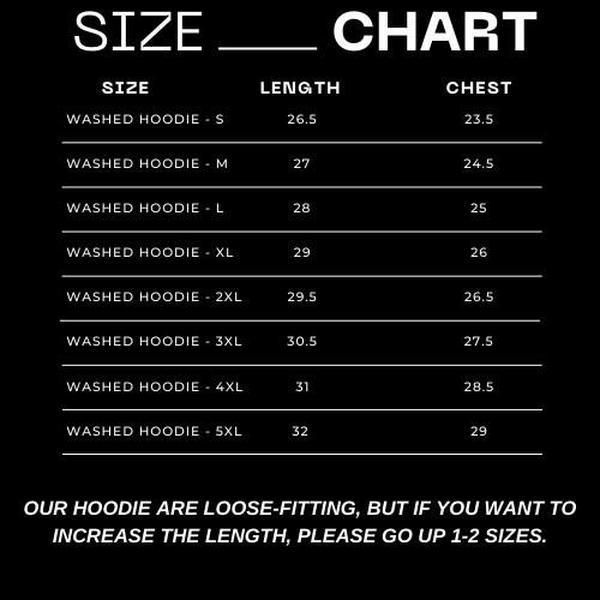 SIZE ____ CHART
SIZE LENGTH CHEST
WASHED HOODIE - S 26.5 23.5
WASHED HOODIE - M 27 24.5
WASHED HOODIE - L 28 25
WASHED HOODIE - XL 29 26
WASHED HOODIE - 2XL 29.5 26.5
WASHED HOODIE - 3XL 30.5 27.5
WASHED HOODIE - 4XL 31 28.5
WASHED HOODIE - 5XL 32 29
OUR HOODIE ARE LOOSE-FITTING, BUT IF YOU WANT TO
INCREASE THE LENGTH, PLEASE GO UP 1-2 SIZES.